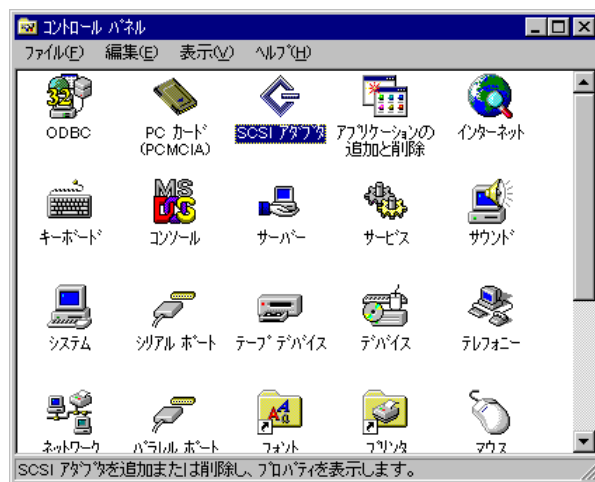 コントロール パネル
ファイル(F) 編集(E) 表示(V) ヘルプ(H)
32
ODBC
PC カード
(PCMCIA)
SCSI アダプタ
アプリケーションの
追加と削除
インターネット
キーボード
MS
DOS
コンソール
サーバー
サービス
サウンド
システム
シリアル ポート
テープ デバイス
デバイス
テレフォニー
ネットワーク
パラレル ポート
フォント
プリンタ
マウス
SCSI アダプタを追加または削除し、プロパティを表示します。